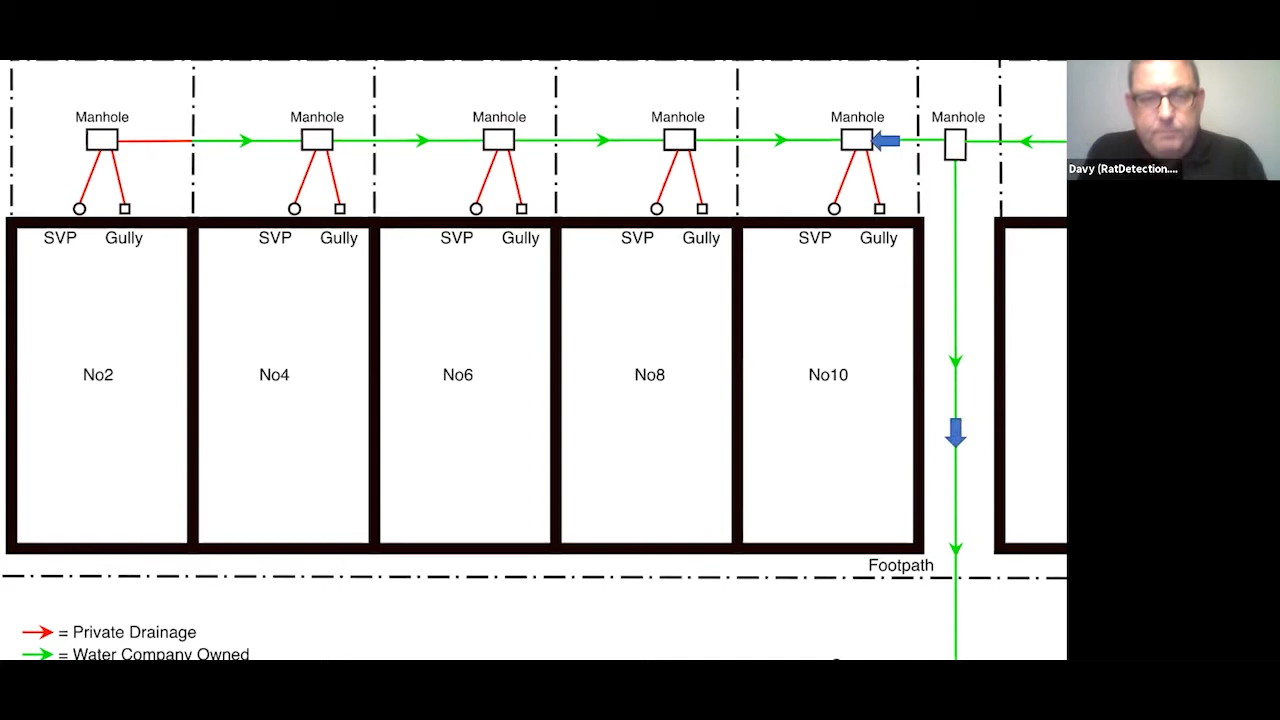 Manhole Manhole Manhole Manhole Manhole Manhole
Davy (RatDetection....
SVP Gully SVP Gully SVP Gully SVP Gully SVP Gully
No2 No4 No6 No8 No10
Footpath
= Private Drainage
= Water Company Owned